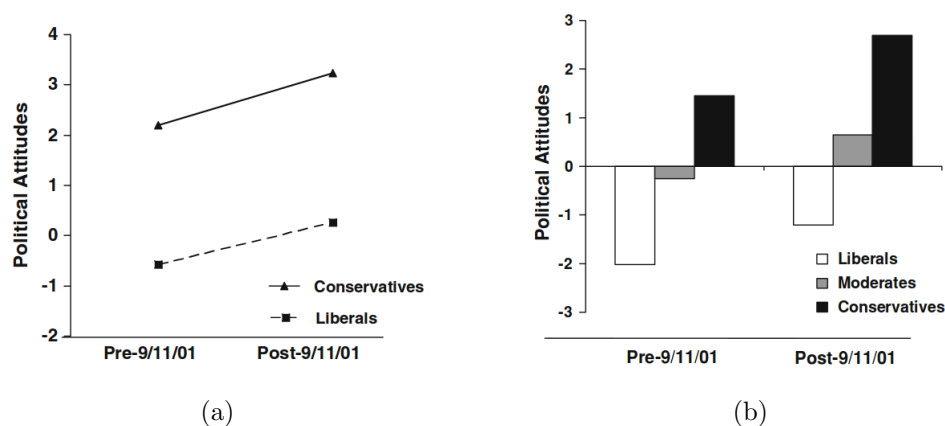 4
3
2
1
0
-1
-2
Political Attitudes
Conservatives
Liberals
Pre-9/11/01 Post-9/11/01
(a)
3
2
1
0
-1
-2
-3
Political Attitudes
Liberals
Moderates
Conservatives
Pre-9/11/01 Post-9/11/01
(b)